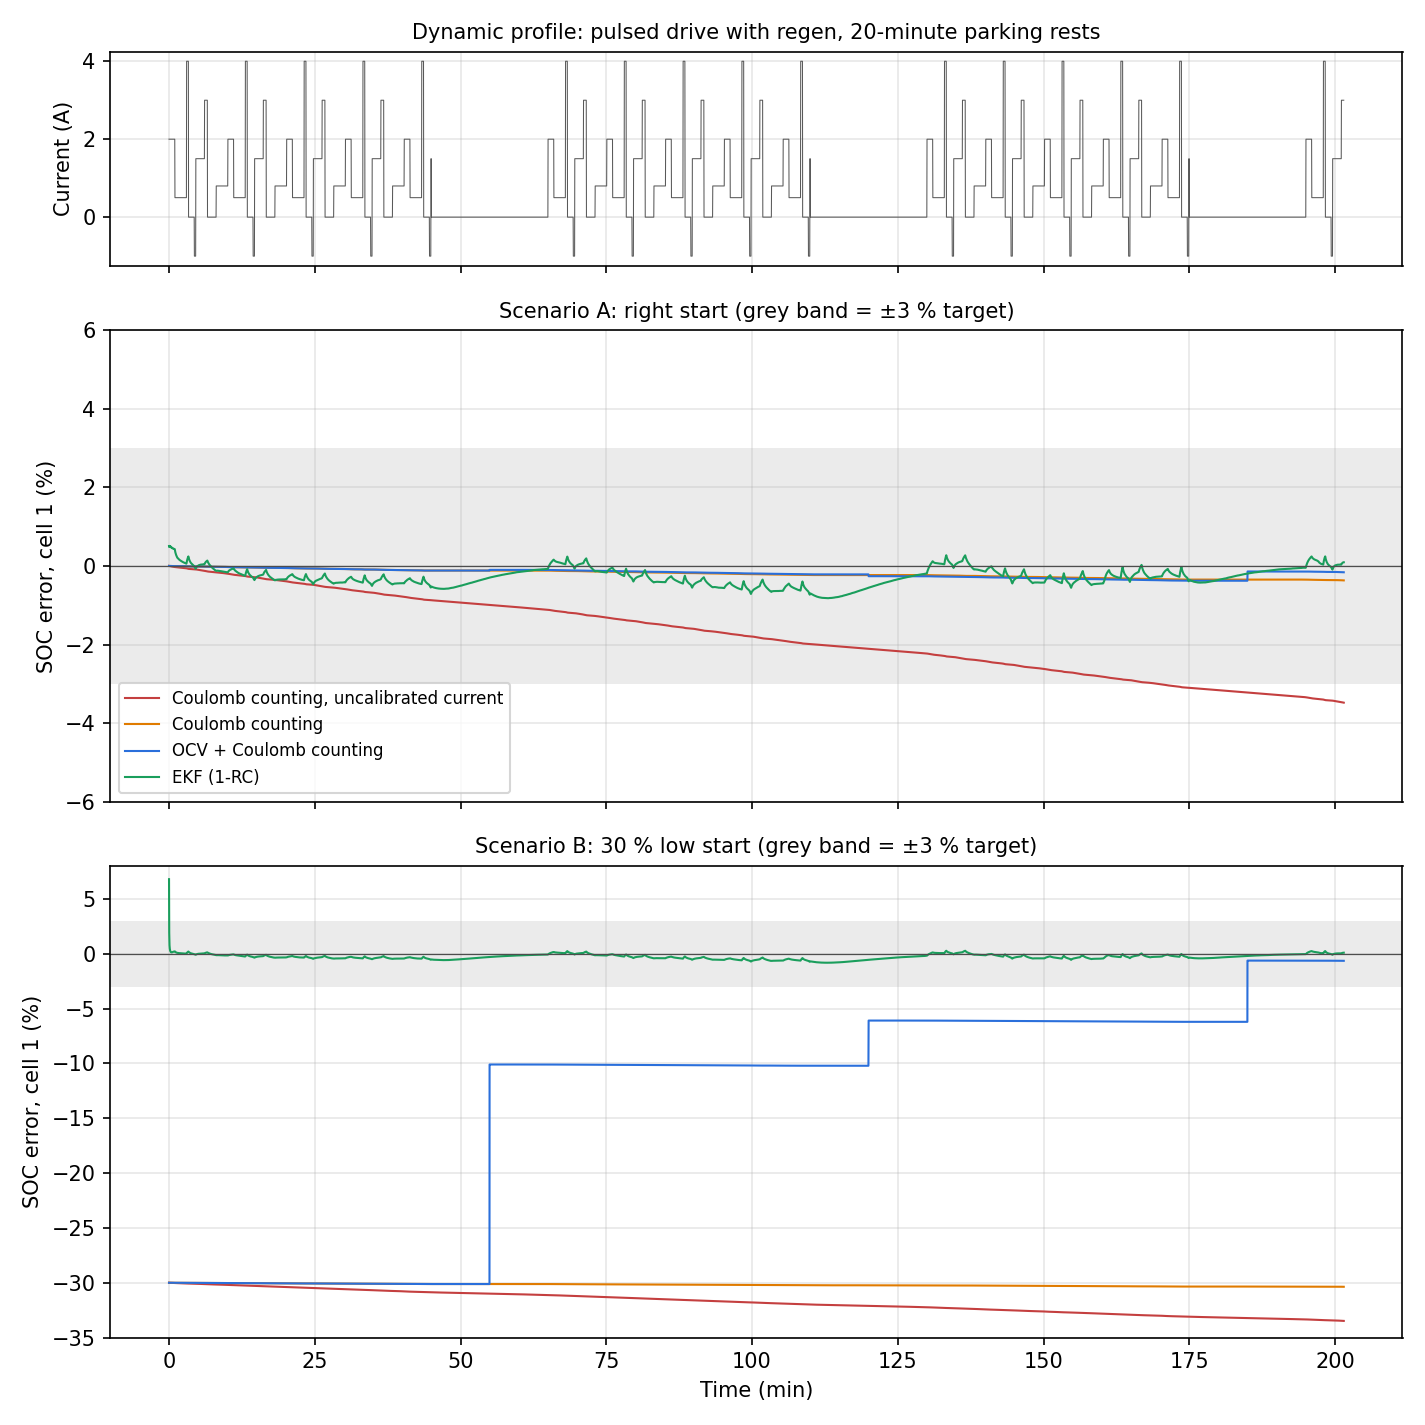 Dynamic profile: pulsed drive with regen, 20-minute parking rests
Current (A)
4
2
0
Scenario A: right start (grey band = ±3 % target)
SOC error, cell 1 (%)
6
4
2
0
−2
−4
−6
Coulomb counting, uncalibrated current
Coulomb counting
OCV + Coulomb counting
EKF (1-RC)
Scenario B: 30 % low start (grey band = ±3 % target)
SOC error, cell 1 (%)
5
0
−5
−10
−15
−20
−25
−30
−35
0 25 50 75 100 125 150 175 200
Time (min)